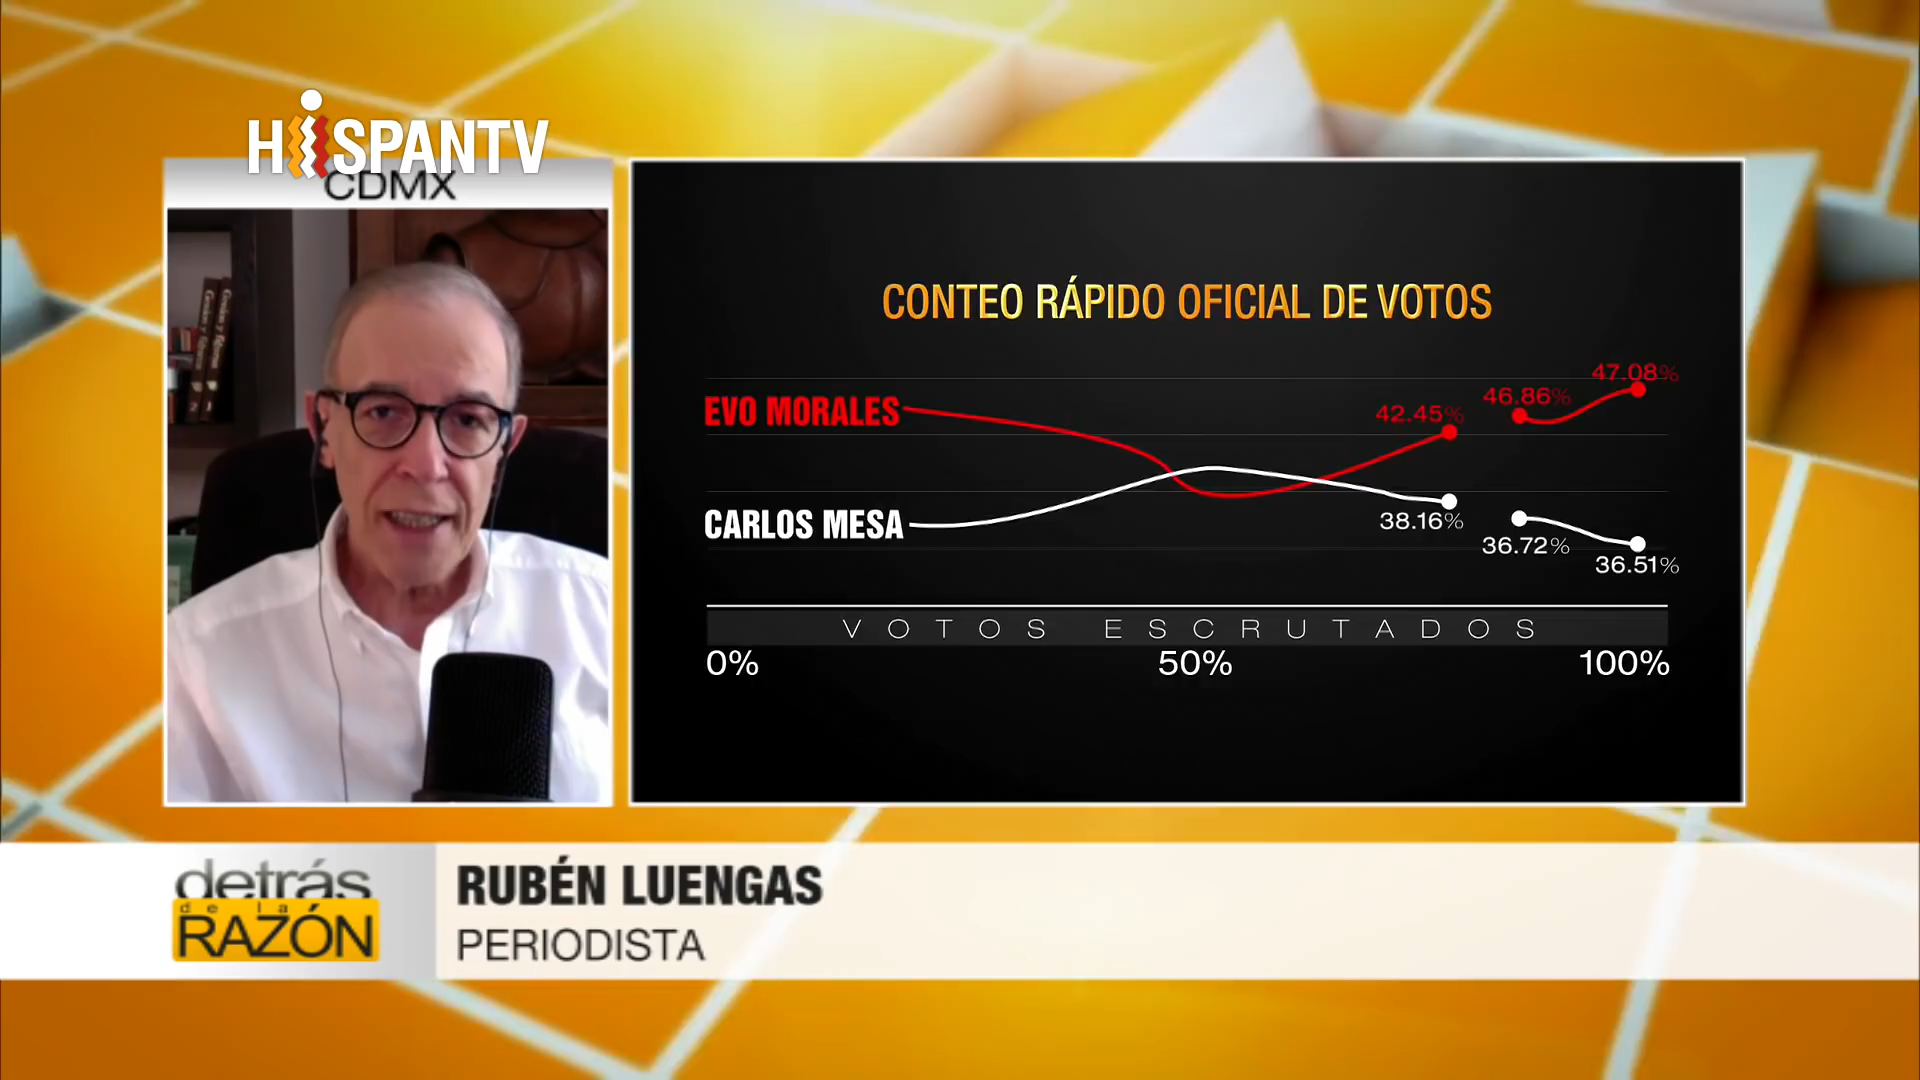 HISPANTV
CDMX
CONTEO RÁPIDO OFICIAL DE VOTOS
47.08%
46.86%
42.45%
EVO MORALES
CARLOS MESA
38.16%
36.72%
36.51%
VOTOS ESCRUTADOS
0% 50% 100%
detrás
de la
RAZÓN
RUBÉN LUENGAS
PERIODISTA